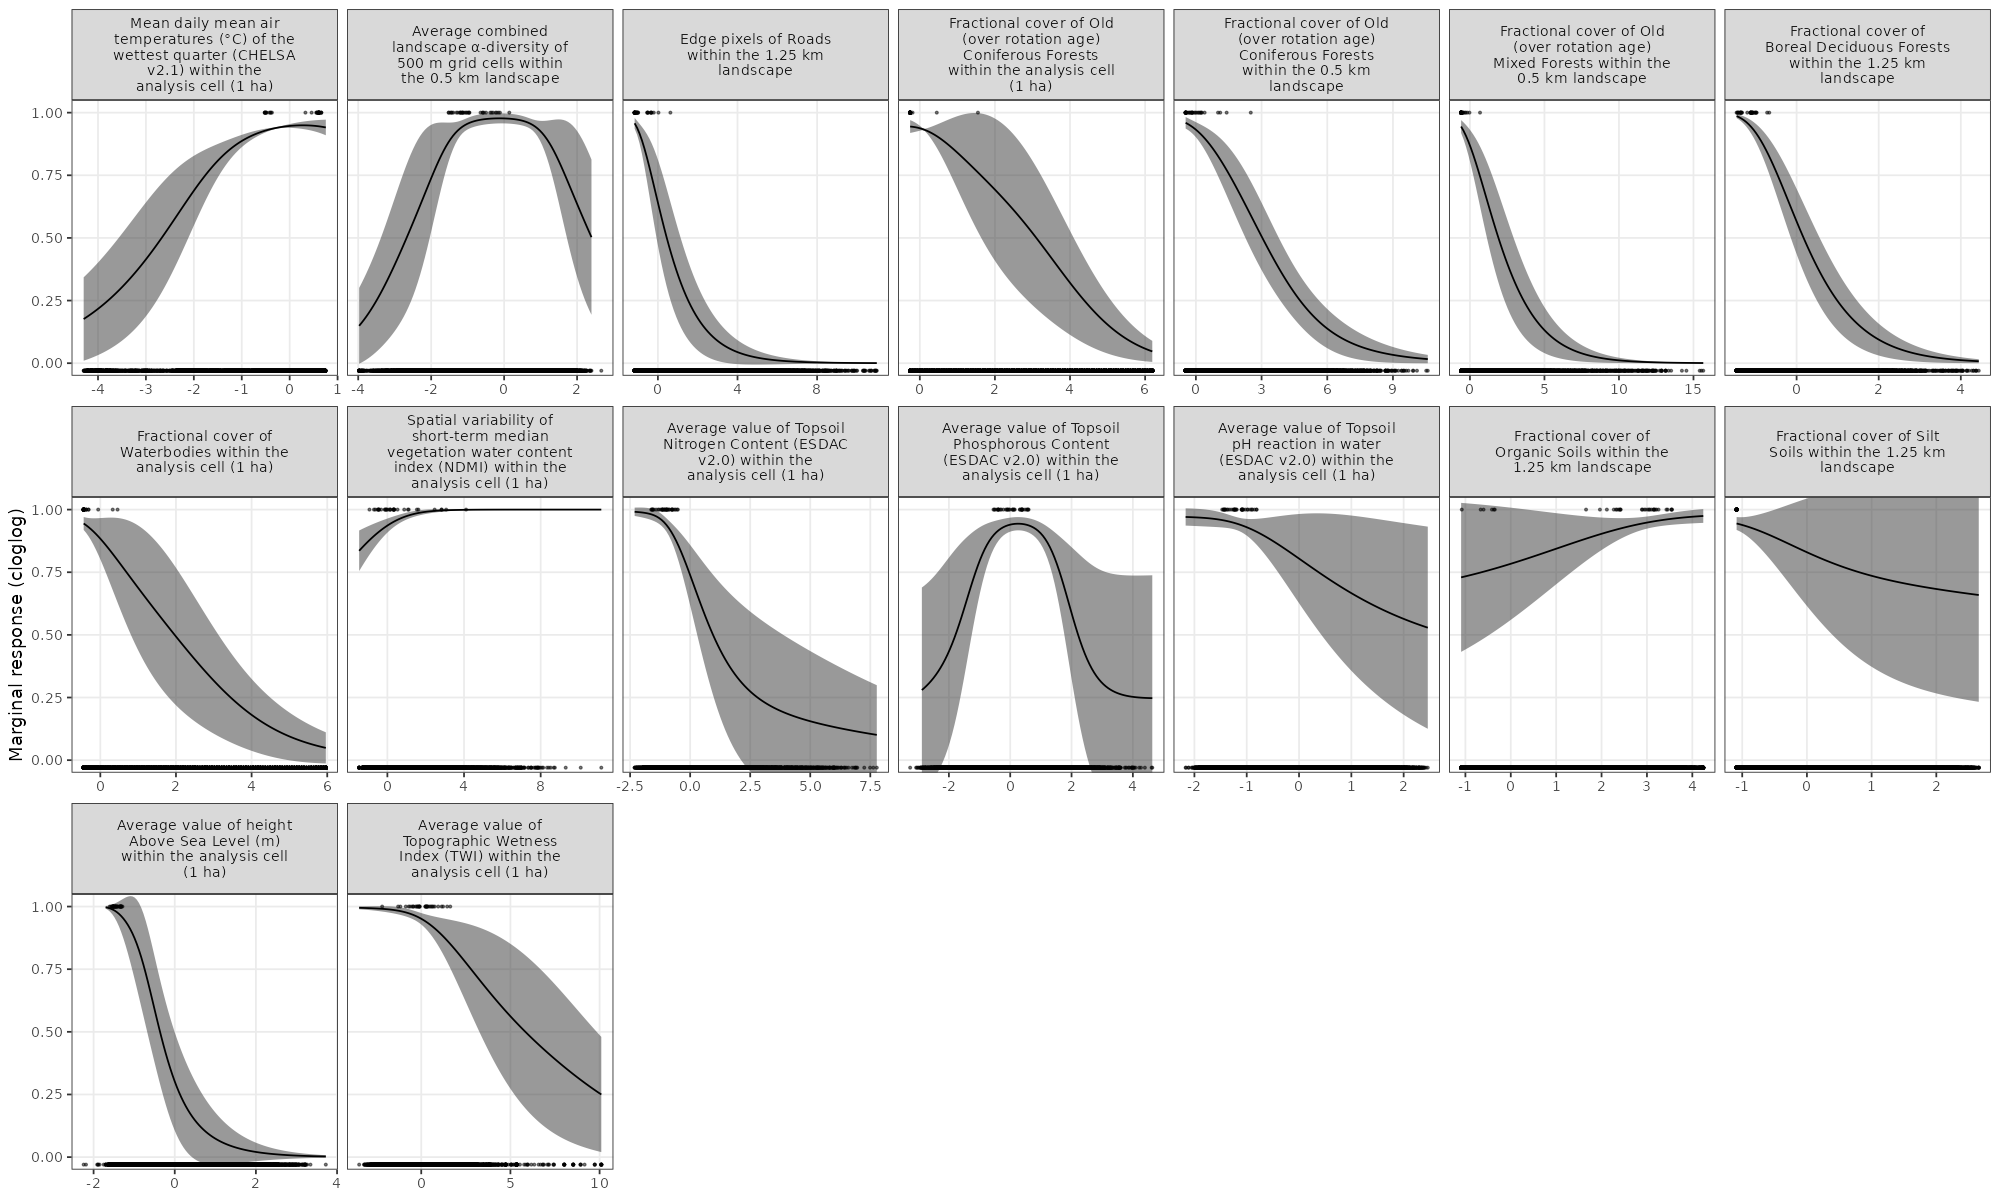 Mean daily mean air
temperatures (°C) of the
wettest quarter (CHELSA
v2.1) within the
analysis cell (1 ha)
Average combined
landscape α-diversity of
500 m grid cells within
the 0.5 km landscape
Edge pixels of Roads
within the 1.25 km
landscape
Fractional cover of Old
(over rotation age)
Coniferous Forests
within the analysis cell
(1 ha)
Fractional cover of Old
(over rotation age)
Coniferous Forests
within the 0.5 km
landscape
Fractional cover of Old
(over rotation age)
Mixed Forests within the
0.5 km landscape
Fractional cover of
Boreal Deciduous Forests
within the 1.25 km
landscape
1.00
0.75
0.50
0.25
0.00
-4 -3 -2 -1 0 1
-4 -2 0 2
0 4 8
0 2 4 6
0 3 6 9
0 5 10 15
0 2 4
Marginal response (cloglog)
Fractional cover of
Waterbodies within the
analysis cell (1 ha)
Spatial variability of
short-term median
vegetation water content
index (NDMI) within the
analysis cell (1 ha)
Average value of Topsoil
Nitrogen Content (ESDAC
v2.0) within the
analysis cell (1 ha)
Average value of Topsoil
Phosphorous Content
(ESDAC v2.0) within the
analysis cell (1 ha)
Average value of Topsoil
pH reaction in water
(ESDAC v2.0) within the
analysis cell (1 ha)
Fractional cover of
Organic Soils within the
1.25 km landscape
Fractional cover of Silt
Soils within the 1.25 km
landscape
1.00
0.75
0.50
0.25
0.00
0 2 4 6
0 4 8
-2.5 0.0 2.5 5.0 7.5
-2 0 2 4
-2 -1 0 1 2
-1 0 1 2 3 4
-1 0 1 2
Average value of height
Above Sea Level (m)
within the analysis cell
(1 ha)
Average value of
Topographic Wetness
Index (TWI) within the
analysis cell (1 ha)
1.00
0.75
0.50
0.25
0.00
-2 0 2 4
0 5 10